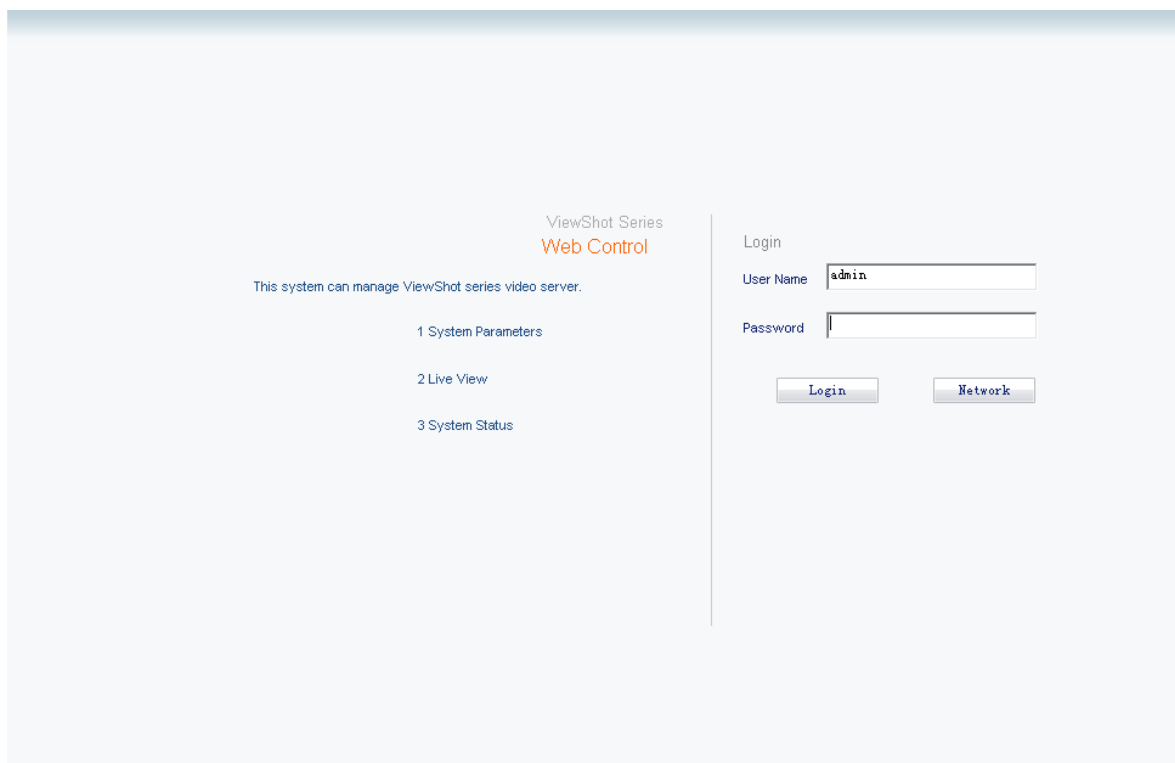 ViewShot Series
Web Control
This system can manage ViewShot series video server.
1 System Parameters
2 Live View
3 System Status
Login
User Name admin
Password
Login Network